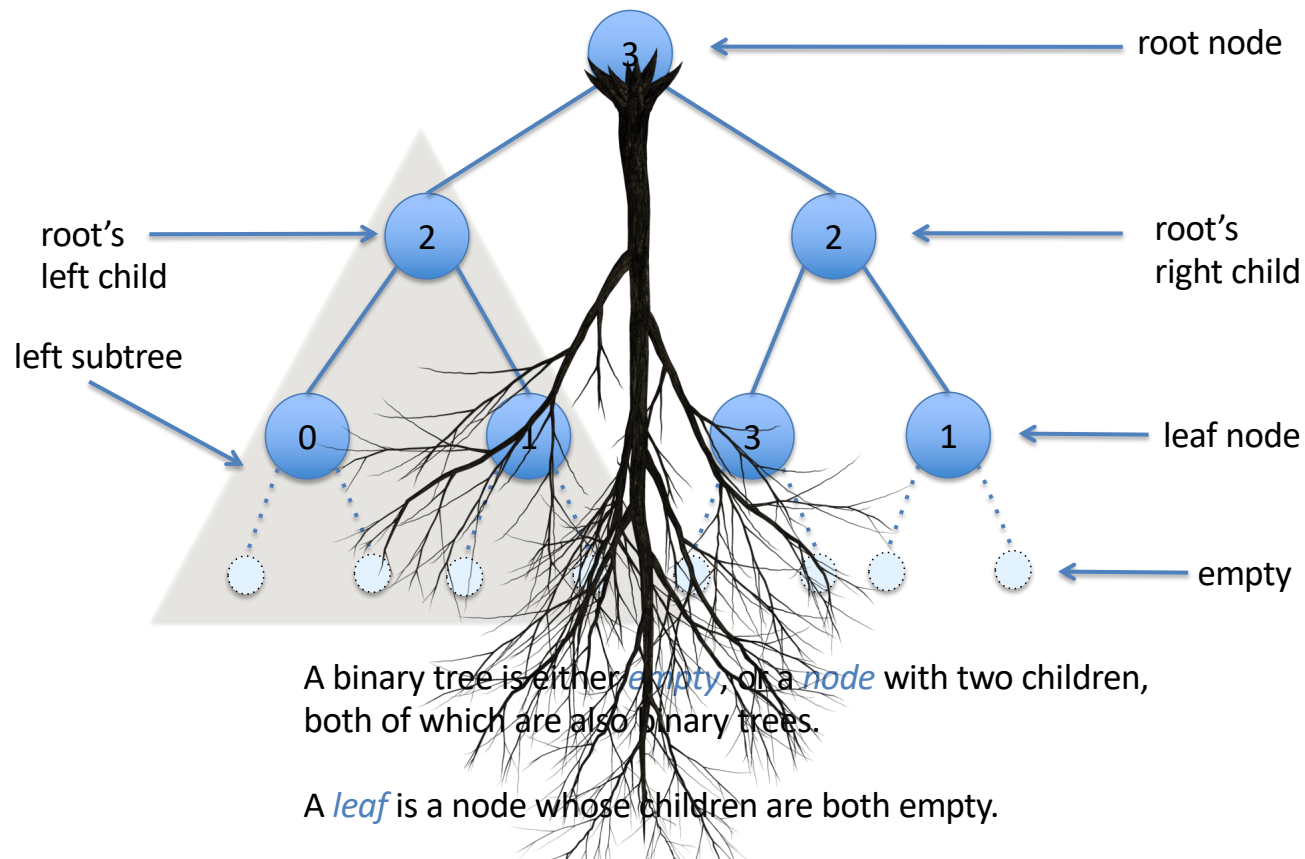 3
root node
root's
left child
2
2
root's
right child
left subtree
0
1
3
1
leaf node
empty
A binary tree is either empty, or a node with two children,
both of which are also binary trees.
A leaf is a node whose children are both empty.